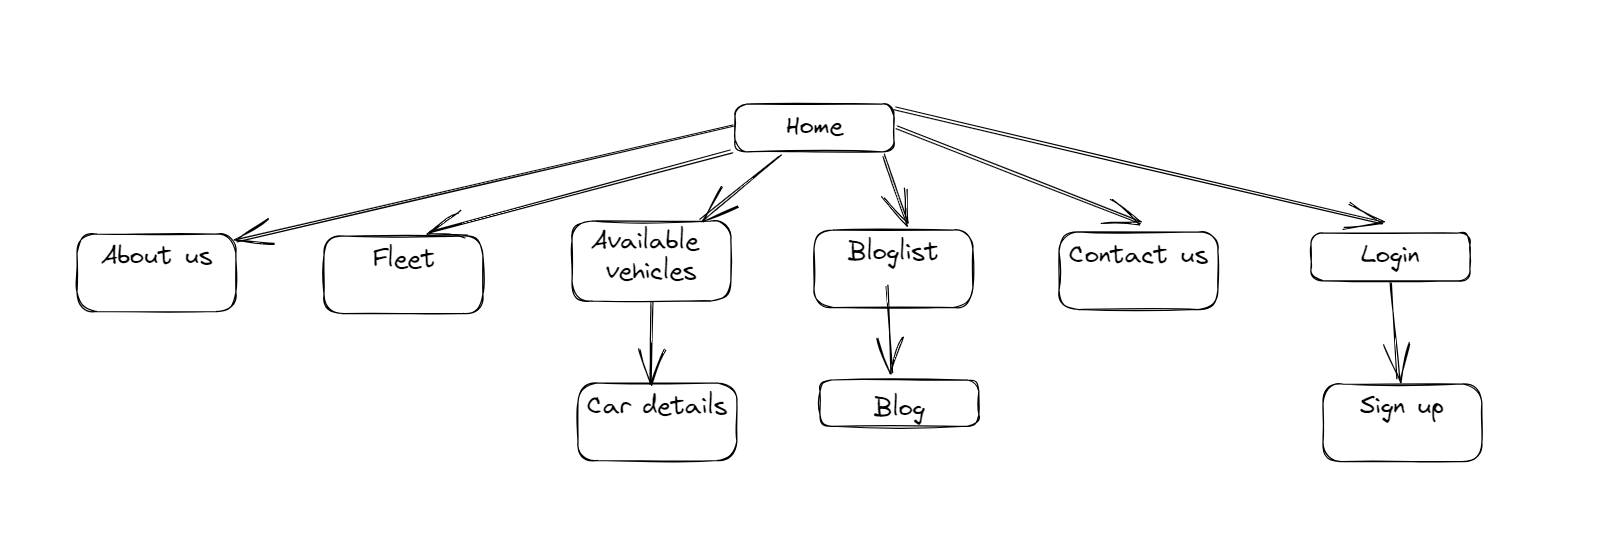 Home
About us
Fleet
Available
vehicles
Bloglist
Contact us
Login
Car details
Blog
Sign up